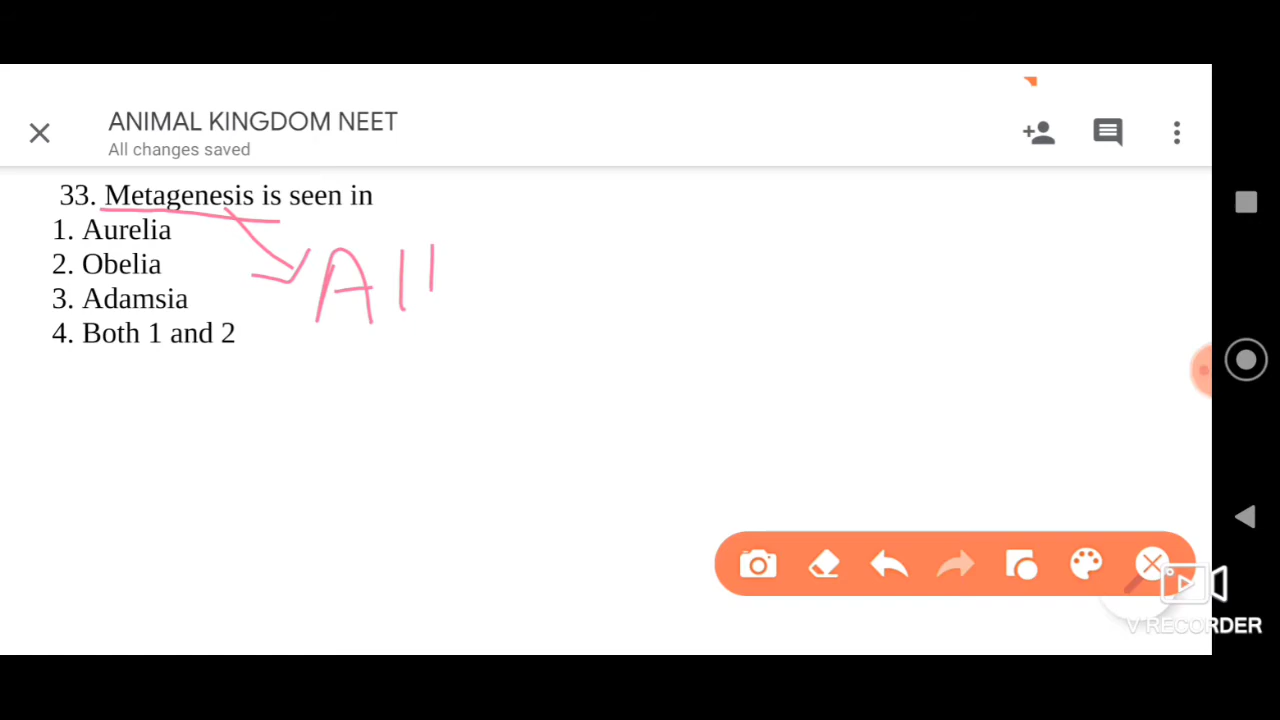 ANIMAL KINGDOM NEET
All changes saved
33. Metagenesis is seen in
1. Aurelia
2. Obelia
3. Adamsia
4. Both 1 and 2
All
V RECORDER